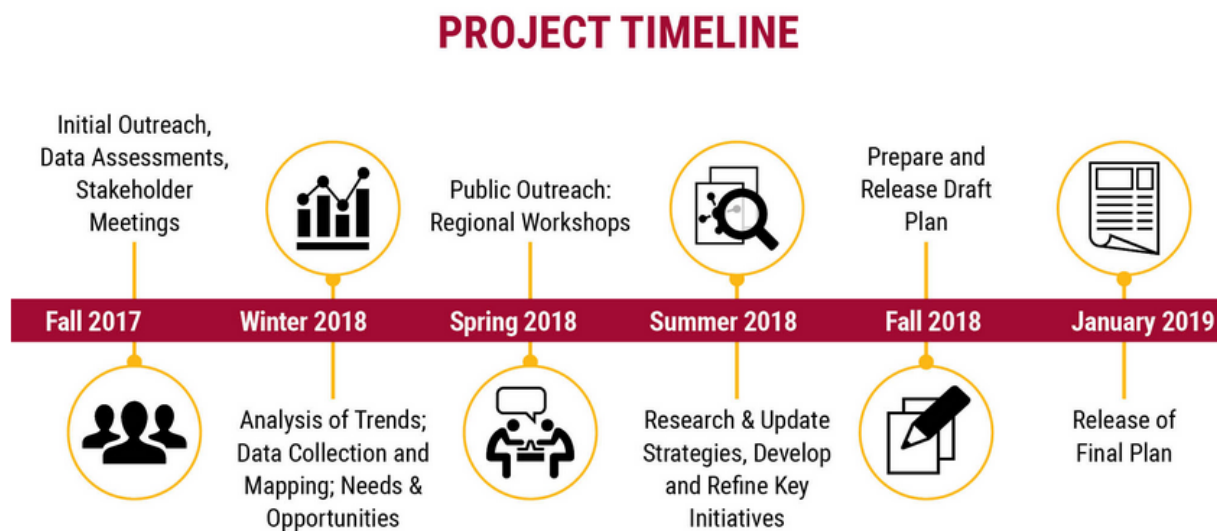 PROJECT TIMELINE
Initial Outreach,
Data Assessments,
Stakeholder
Meetings
Public Outreach:
Regional Workshops
Prepare and
Release Draft
Plan
Fall 2017
Winter 2018
Spring 2018
Summer 2018
Fall 2018
January 2019
Analysis of Trends;
Data Collection and
Mapping; Needs &
Opportunities
Research & Update
Strategies, Develop
and Refine Key
Initiatives
Release of
Final Plan